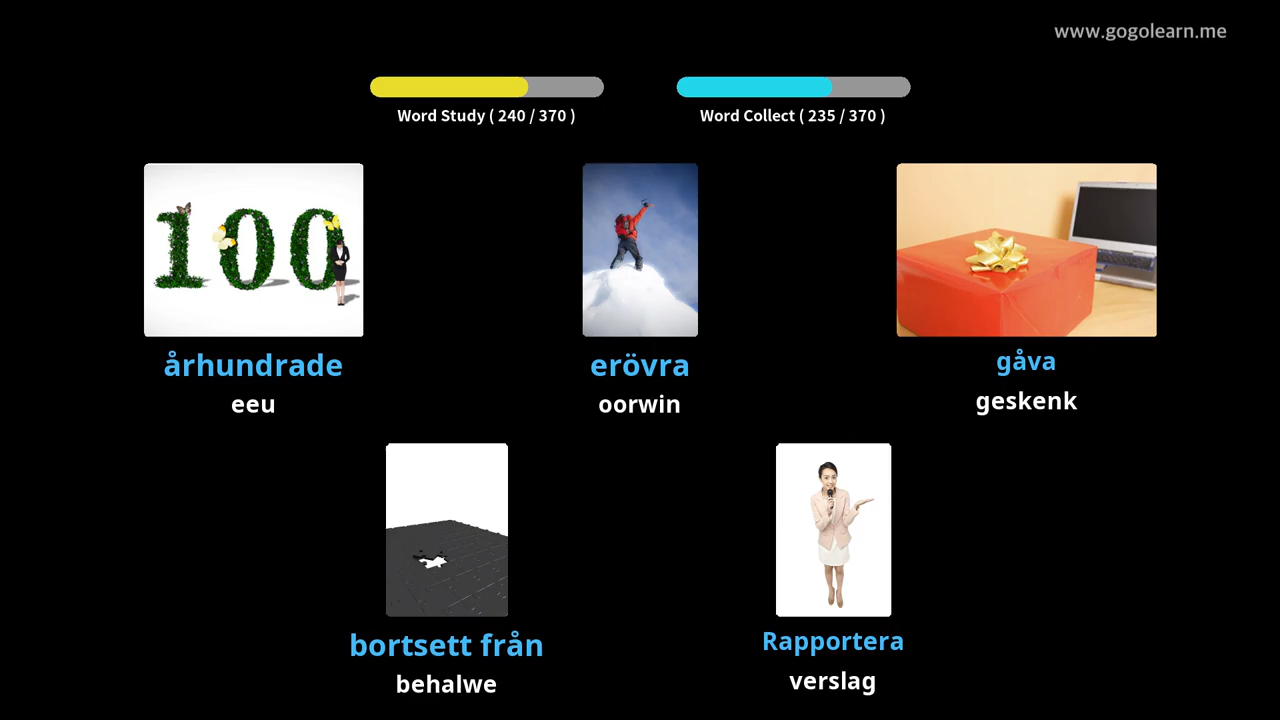 www.gogolearn.me
Word Study ( 240 / 370 )
Word Collect ( 235 / 370 )
100
århundrade
eeu
erövra
oorwin
gåva
geskenk
bortsett från
behalwe
Rapportera
verslag